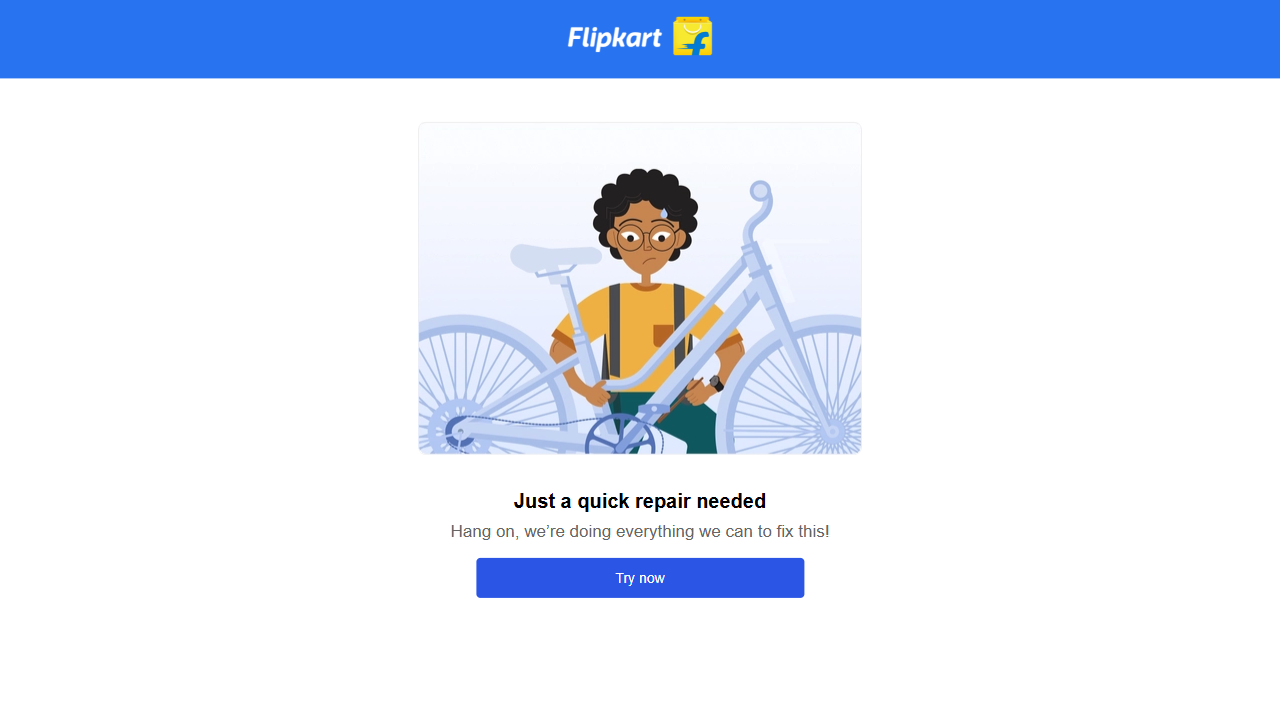 Flipkart
Just a quick repair needed
Hang on, we’re doing everything we can to fix this!
Try now